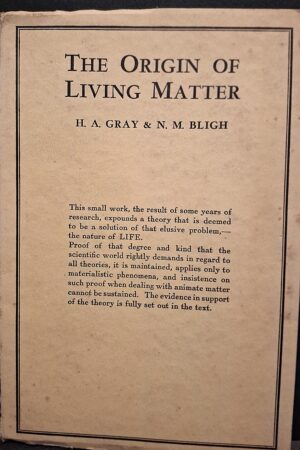 THE ORIGIN OF
LIVING MATTER
H. A. GRAY & N. M. BLIGH
This small work, the result of some years of
research, expounds a theory that is deemed
to be a solution of that elusive problem,—
the nature of LIFE.
Proof of that degree and kind that the
scientific world rightly demands in regard to
all theories, it is maintained, applies only to
materialistic phenomena, and insistence on
such proof when dealing with animate matter
cannot be sustained. The evidence in support
of the theory is fully set out in the text.